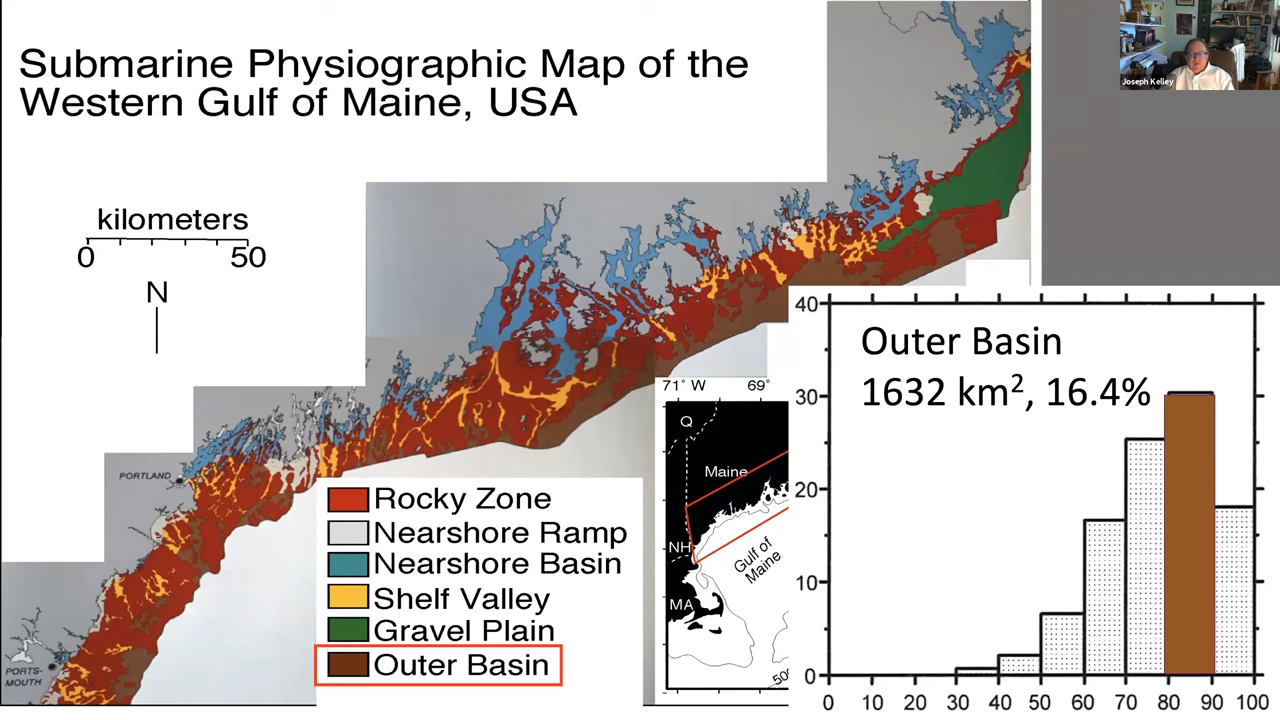 Submarine Physiographic Map of the
Western Gulf of Maine, USA
Joseph Kelley
kilometers
0 50
N
PORTLAND
PORTS-
MOUTH
Rocky Zone
Nearshore Ramp
Nearshore Basin
Shelf Valley
Gravel Plain
Outer Basin
71° W 69°
Q
Maine
NH
MA
Gulf of
Maine
50
Outer Basin
1632 km², 16.4%
40
30
20
10
0
0 10 20 30 40 50 60 70 80 90 100